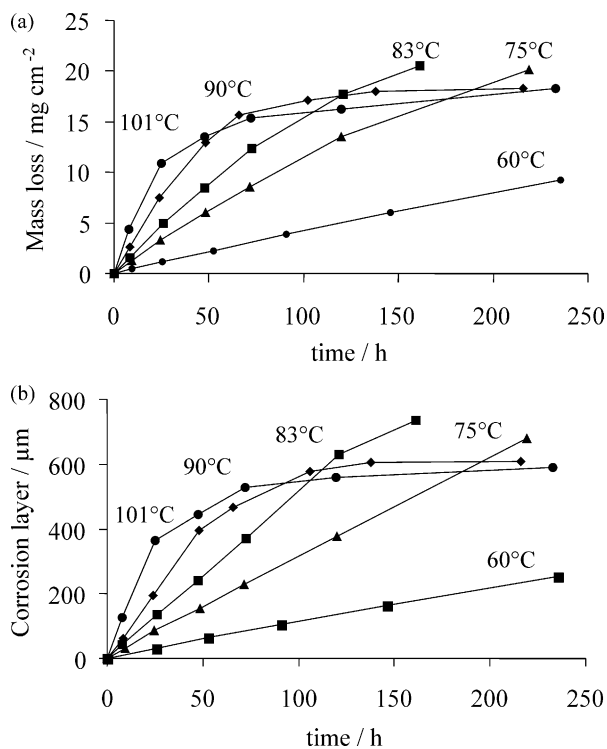 (a)
83°C
75°C
90°C
101°C
60°C
Mass loss / mg cm⁻²
25
20
15
10
5
0
0 50 100 150 200 250
time / h
(b)
83°C
75°C
90°C
101°C
60°C
Corrosion layer / µm
800
600
400
200
0
0 50 100 150 200 250
time / h